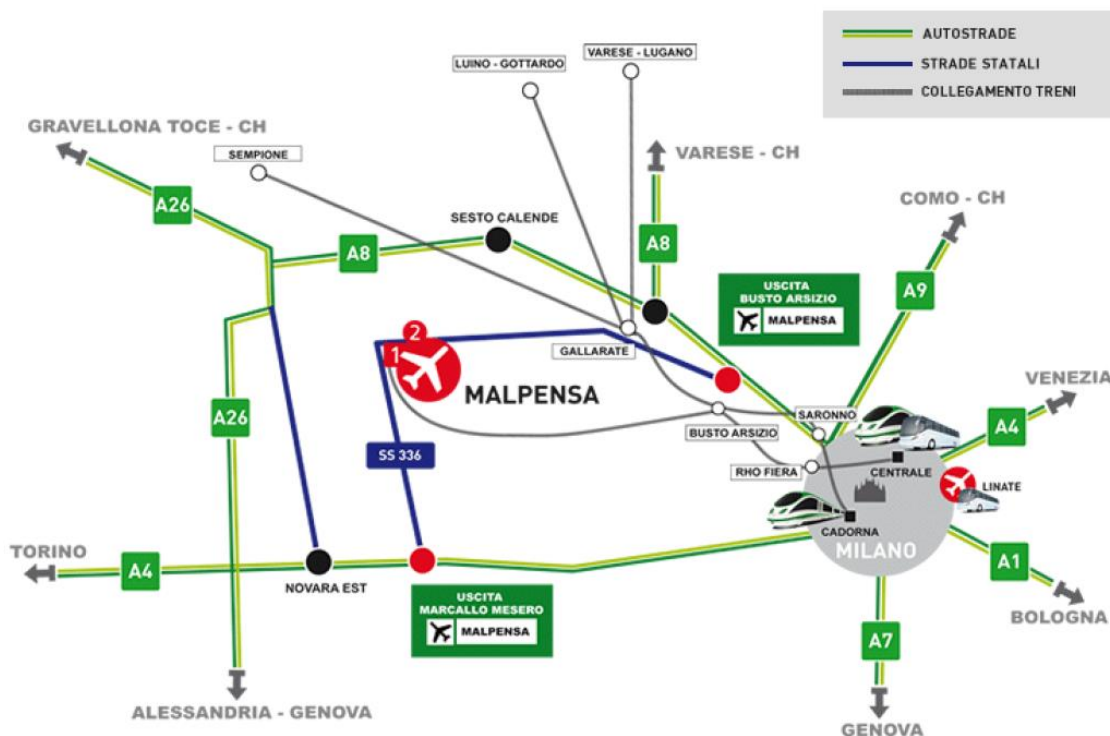 AUTOSTRADE
STRADE STATALI
COLLEGAMENTO TRENI
VARESE - LUGANO
LUINO - GOTTARDO
GRAVELLONA TOCE - CH
SEMPIONE
VARESE - CH
COMO - CH
A26
SESTO CALENDE
A8
A8
A9
USCITA
BUSTO ARSIZIO
MALPENSA
2
1
GALLARATE
MALPENSA
VENEZIA
A4
A26
SARONNO
BUSTO ARSIZIO
SS 336
RHO FIERA
CENTRALE
LINATE
CADORNA
MILANO
TORINO
A4
NOVARA EST
A1
BOLOGNA
USCITA
MARCALLO MESERO
MALPENSA
A7
ALESSANDRIA - GENOVA
GENOVA